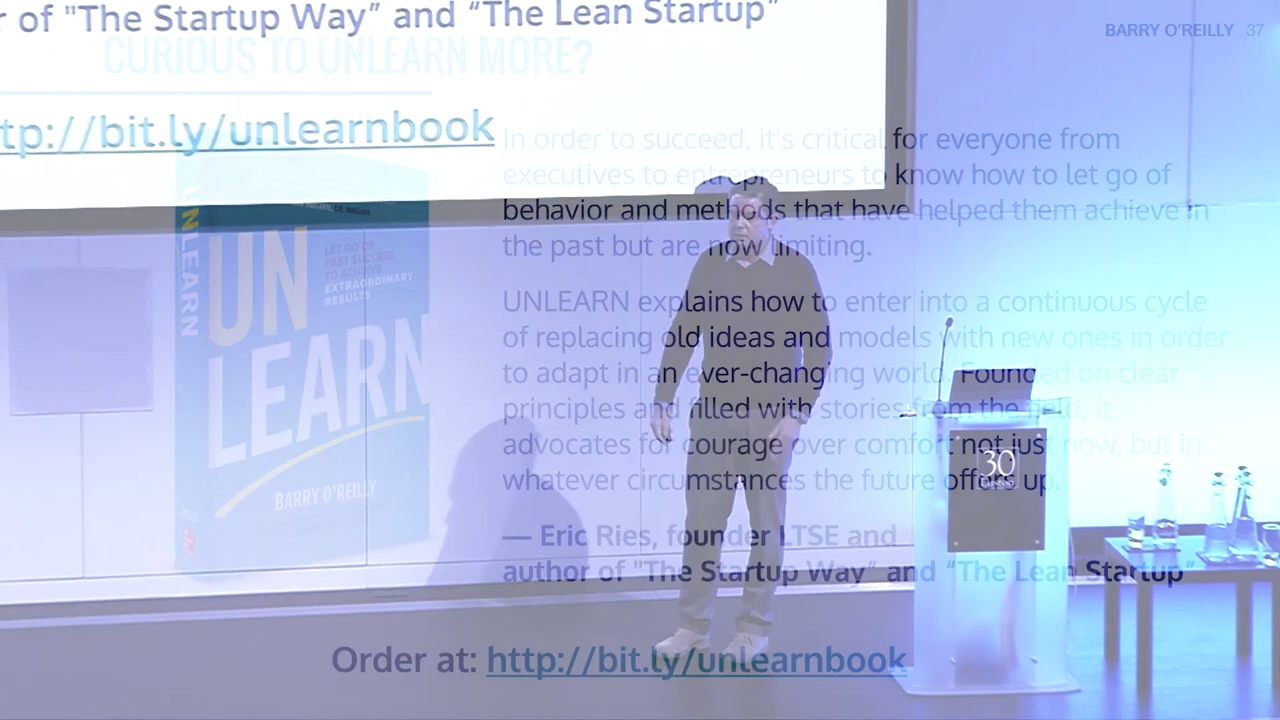 r of "The Startup Way” and “The Lean Startup”
CURIOUS TO UNLEARN MORE?
BARRY O’REILLY 37
tp://bit.ly/unlearnbook
In order to succeed, it's critical for everyone from
executives to entrepreneurs to know how to let go of
behavior and methods that have helped them achieve in
the past but are now limiting.
UNLEARN explains how to enter into a continuous cycle
of replacing old ideas and models with new ones in order
to adapt in an ever-changing world. Founded on clear
principles and filled with stories from the field, it
advocates for courage over comfort not just now, but in
whatever circumstances the future offers up.
— Eric Ries, founder LTSE and
author of "The Startup Way” and “The Lean Startup”
Order at: http://bit.ly/unlearnbook
UNLEARN
UN
LEARN
LET GO OF
PAST SUCCESS
TO ACHIEVE
EXTRAORDINARY
RESULTS
BARRY O'REILLY
30